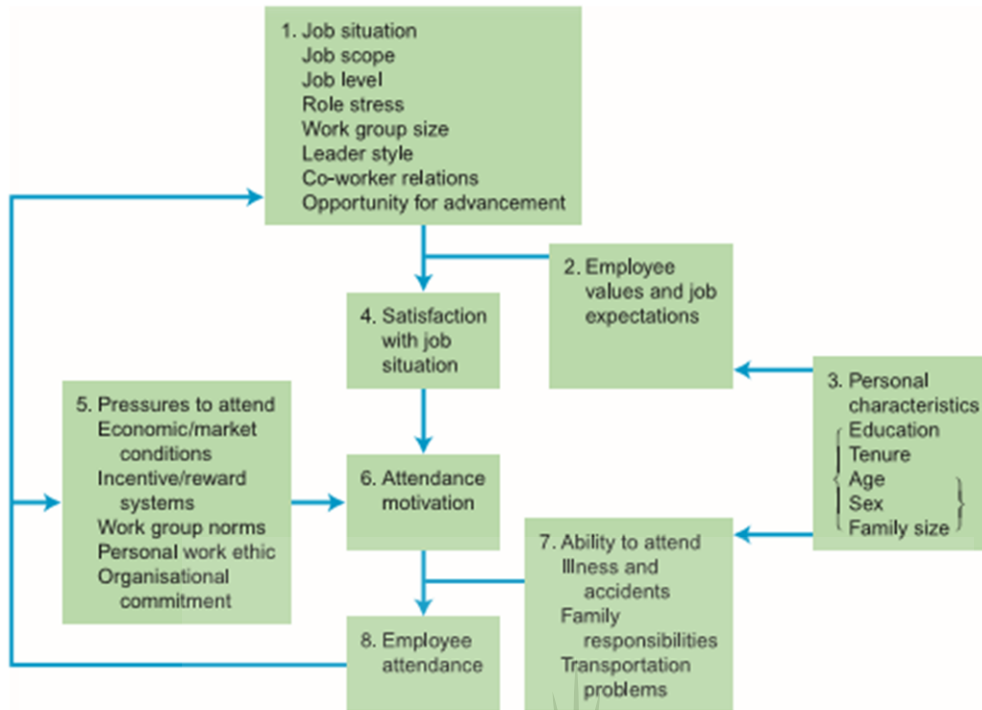 1. Job situation
Job scope
Job level
Role stress
Work group size
Leader style
Co-worker relations
Opportunity for advancement
2. Employee
values and job
expectations
4. Satisfaction
with job
situation
3. Personal
characteristics
Education
Tenure
Age
Sex
Family size
5. Pressures to attend
Economic/market
conditions
Incentive/reward
systems
Work group norms
Personal work ethic
Organisational
commitment
6. Attendance
motivation
7. Ability to attend
Illness and
accidents
Family
responsibilities
Transportation
problems
8. Employee
attendance